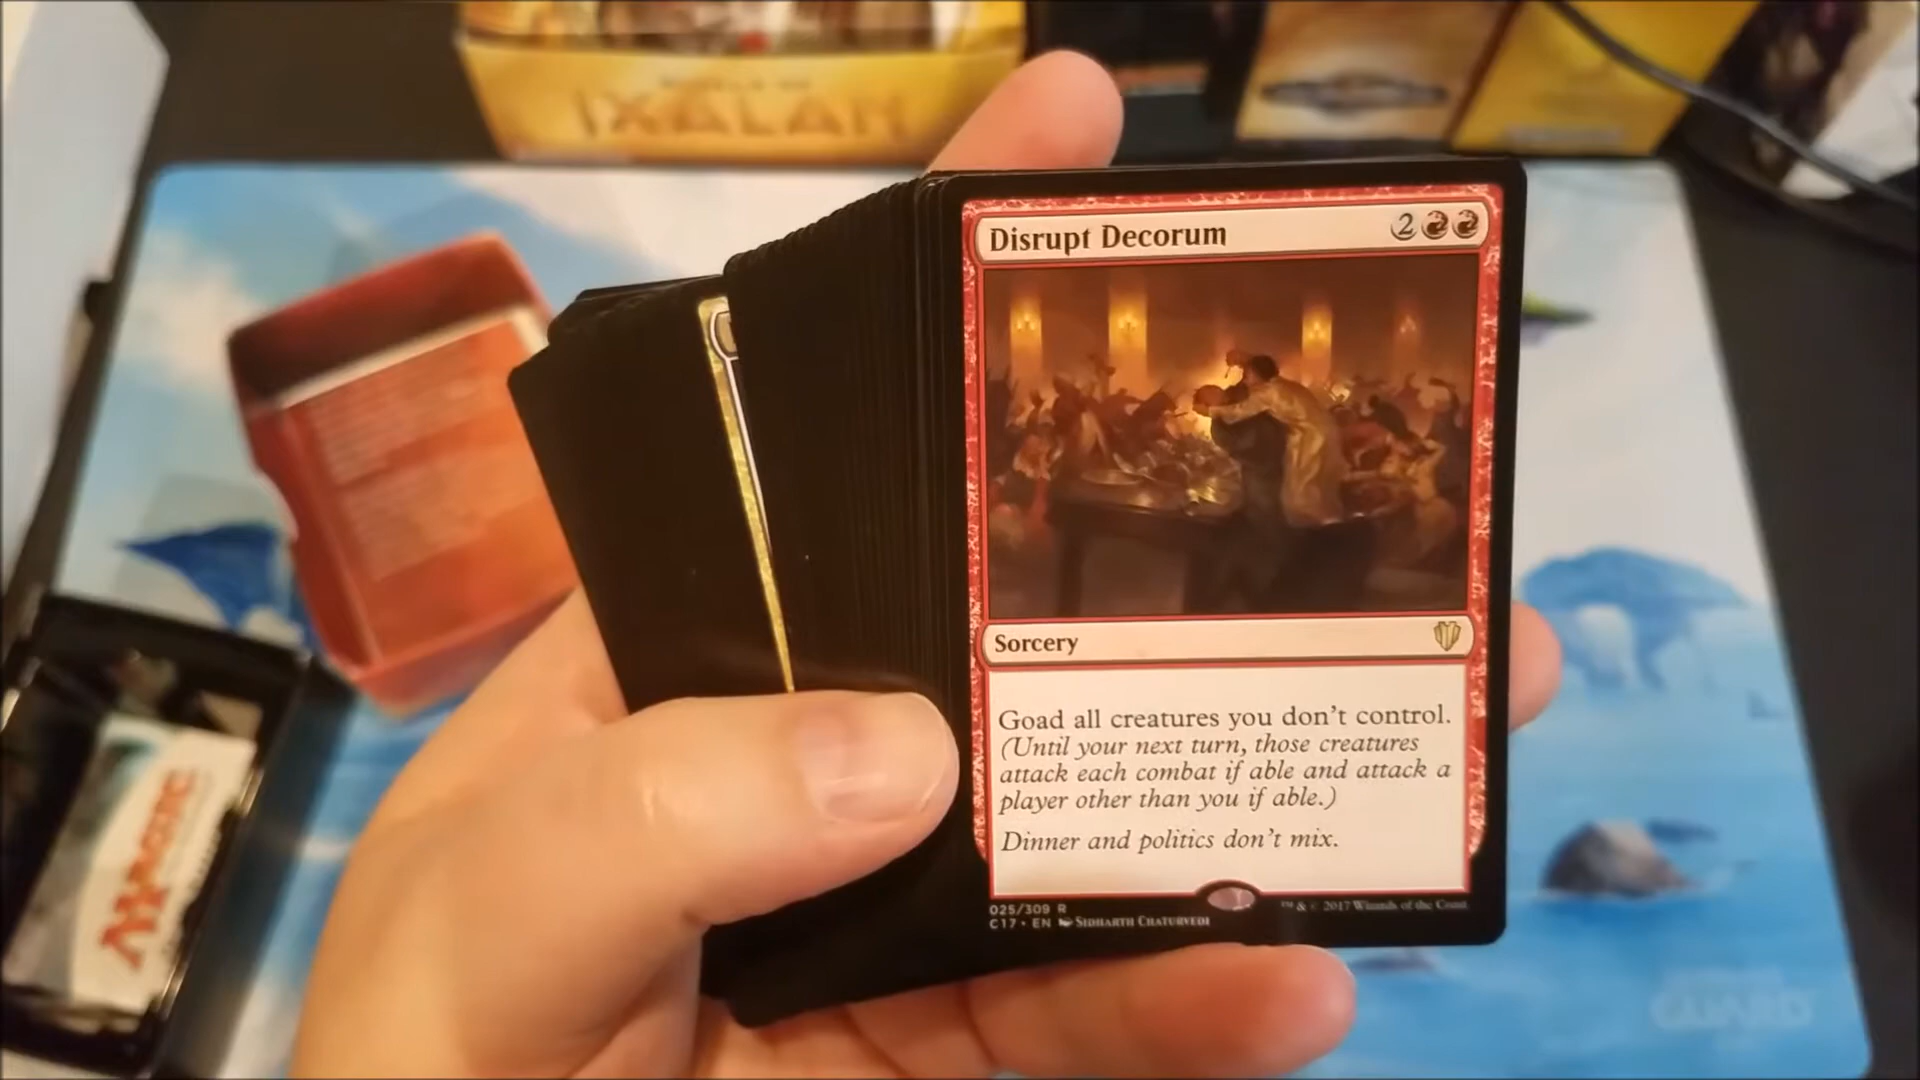 IXALAN
Disrupt Decorum
2
Sorcery
Goad all creatures you don't control.
(Until your next turn, those creatures
attack each combat if able and attack a
player other than you if able.)
Dinner and politics don't mix.
025/309 R
C17 • EN Sidharth Chaturvedi
™ & © 2017 Wizards of the Coast
MAGIC
GUARD